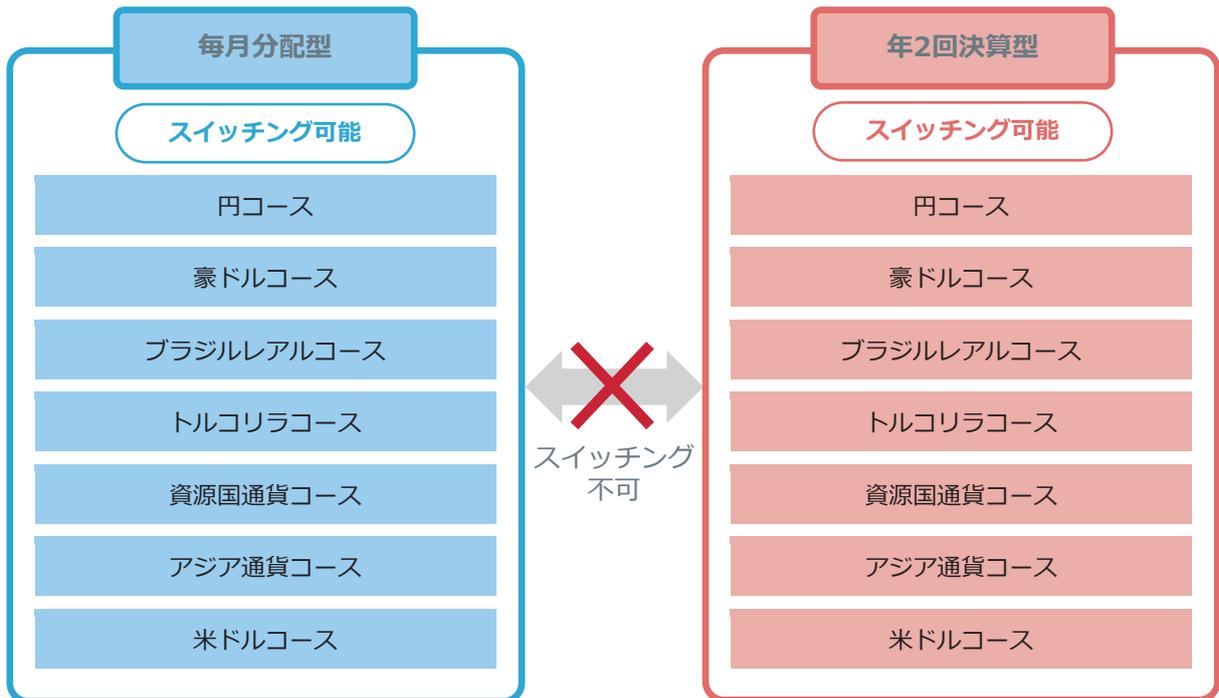 毎月分配型
スイッチング可能
円コース
豪ドルコース
ブラジルレアルコース
トルコリラコース
資源国通貨コース
アジア通貨コース
米ドルコース
スイッチング
不可
年2回決算型
スイッチング可能
円コース
豪ドルコース
ブラジルレアルコース
トルコリラコース
資源国通貨コース
アジア通貨コース
米ドルコース